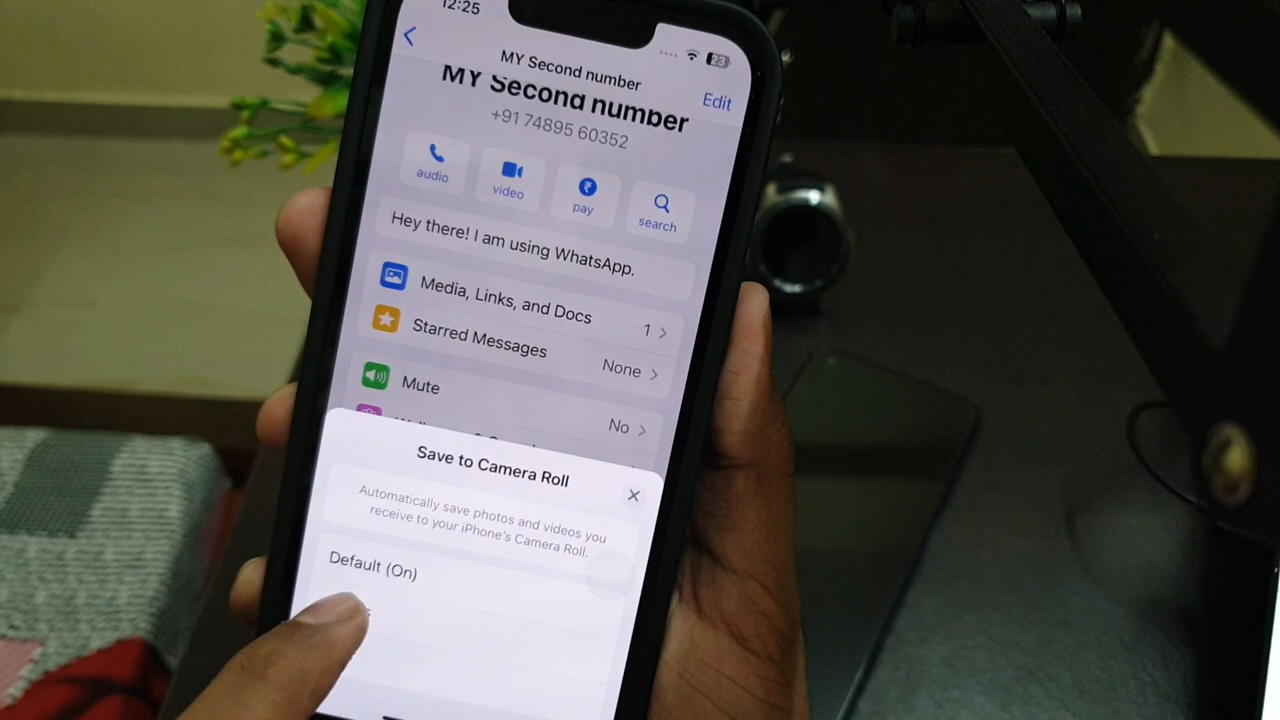 12:25
23
MY Second number
Edit
MY Second number
+91 74895 60352
audio
video
pay
search
Hey there! I am using WhatsApp.
Media, Links, and Docs 1
Starred Messages None
Mute No
Save to Camera Roll
Automatically save photos and videos you
receive to your iPhone's Camera Roll.
Default (On)